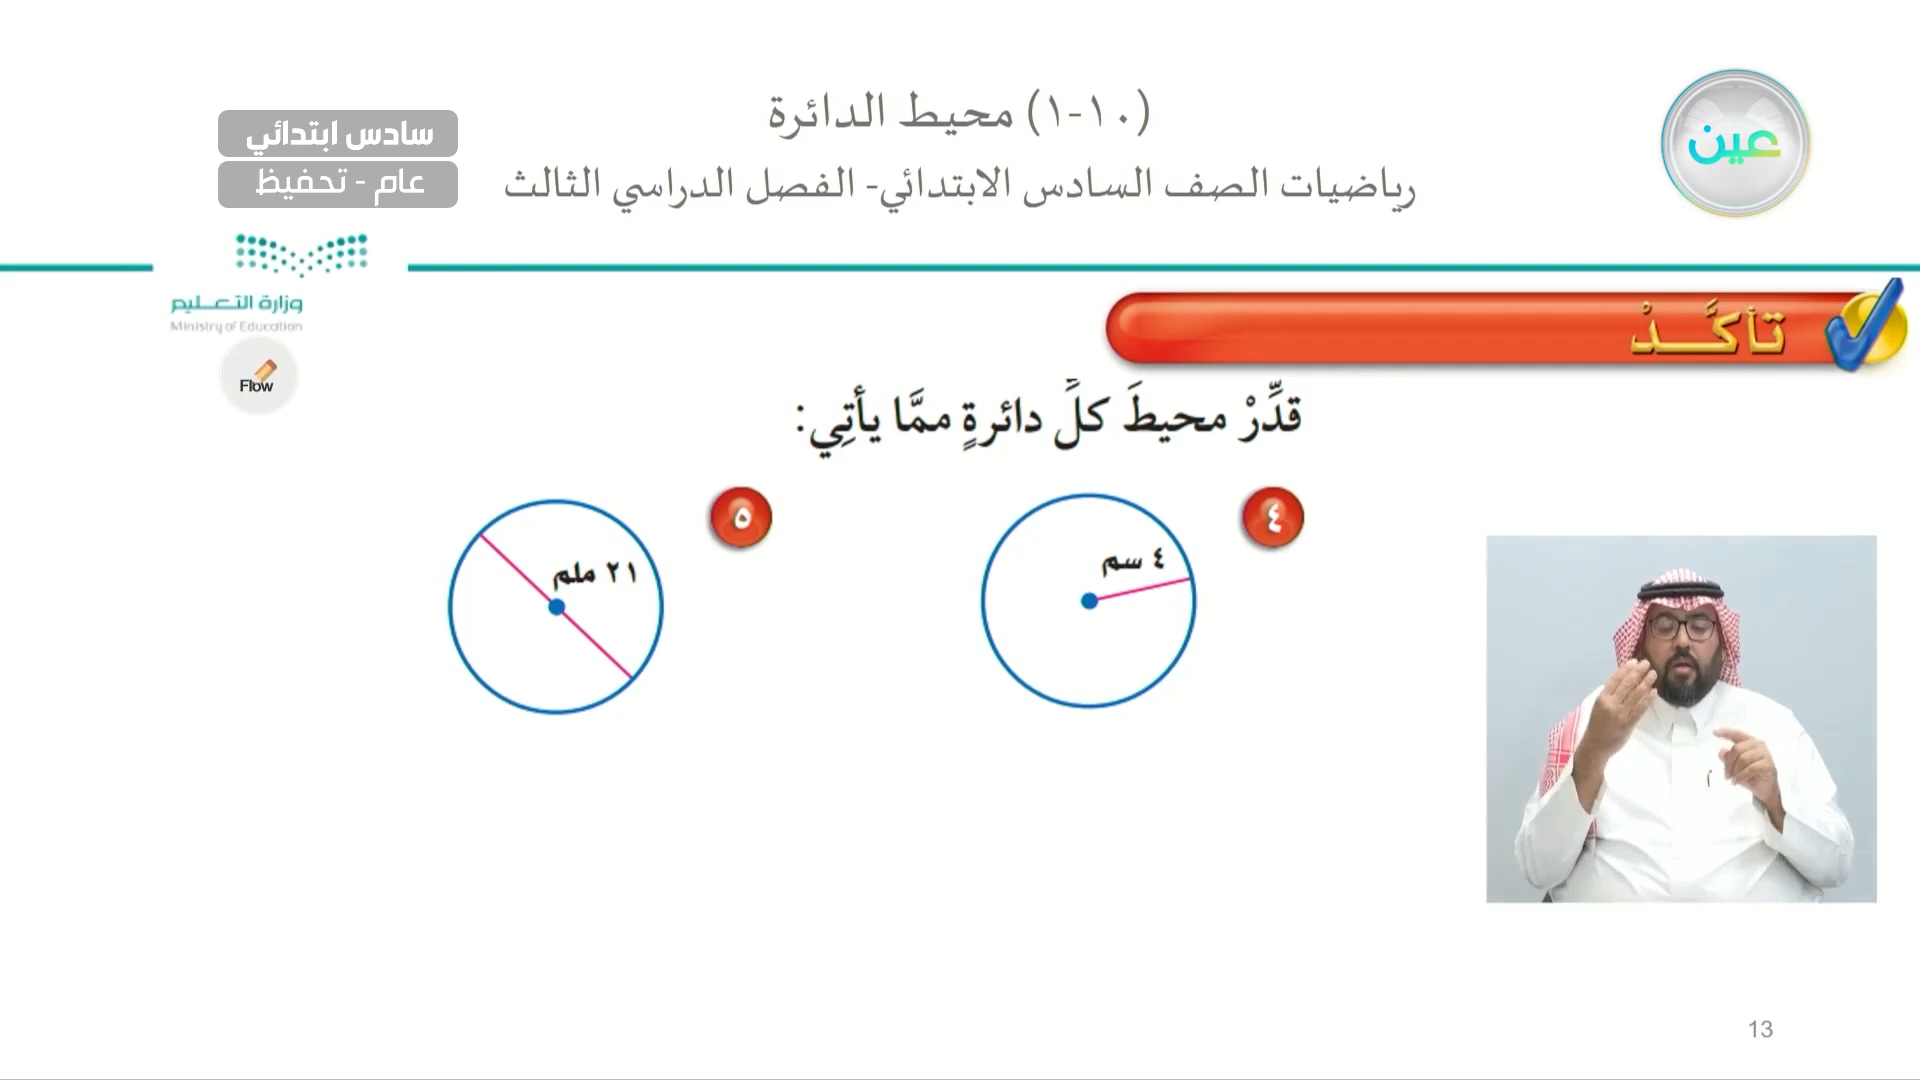 (١٠-١) محيط الدائرة
رياضيات الصف السادس الابتدائي- الفصل الدراسي الثالث
سادس ابتدائي
عام - تحفيظ
عين
وزارة التعليم
Ministry of Education
Flow
تأكَّدْ
قدِّرْ محيطَ كلِّ دائرةٍ ممَّا يأتِي:
٤
٤ سم
٥
٢١ ملم
13